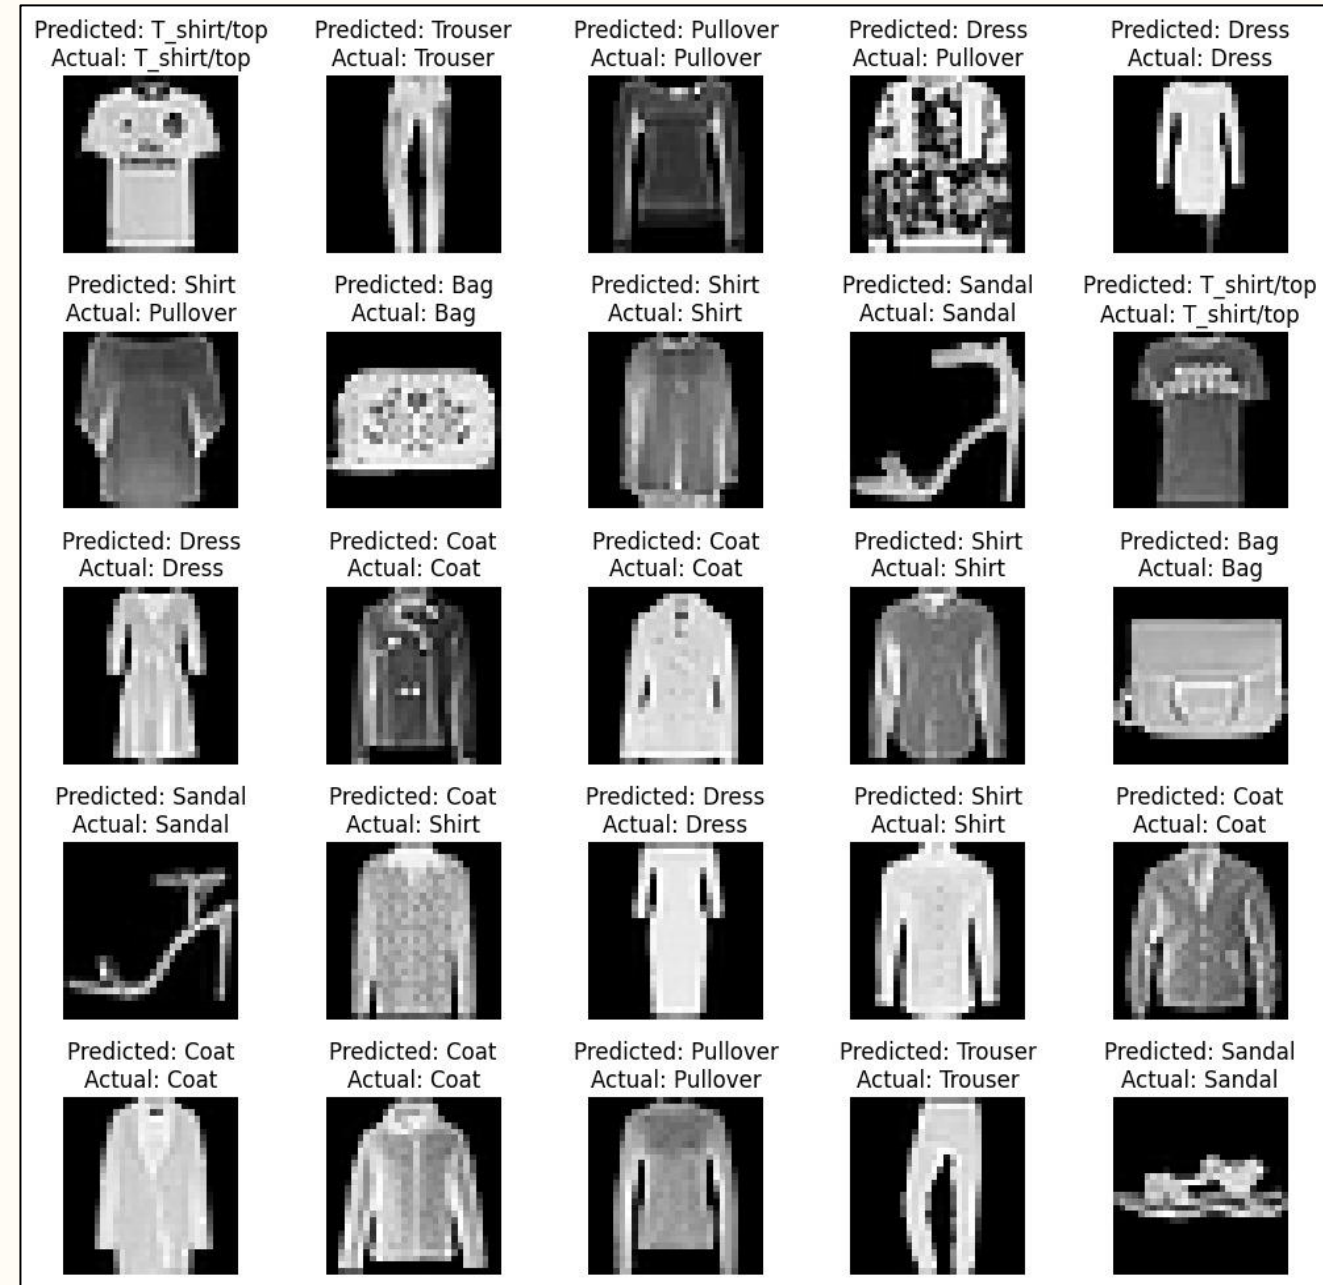 Predicted: T_shirt/top
Actual: T_shirt/top
Predicted: Trouser
Actual: Trouser
Predicted: Pullover
Actual: Pullover
Predicted: Dress
Actual: Pullover
Predicted: Dress
Actual: Dress
Predicted: Shirt
Actual: Pullover
Predicted: Bag
Actual: Bag
Predicted: Shirt
Actual: Shirt
Predicted: Sandal
Actual: Sandal
Predicted: T_shirt/top
Actual: T_shirt/top
Predicted: Dress
Actual: Dress
Predicted: Coat
Actual: Coat
Predicted: Coat
Actual: Coat
Predicted: Shirt
Actual: Shirt
Predicted: Bag
Actual: Bag
Predicted: Sandal
Actual: Sandal
Predicted: Coat
Actual: Shirt
Predicted: Dress
Actual: Dress
Predicted: Shirt
Actual: Shirt
Predicted: Coat
Actual: Coat
Predicted: Coat
Actual: Coat
Predicted: Coat
Actual: Coat
Predicted: Pullover
Actual: Pullover
Predicted: Trouser
Actual: Trouser
Predicted: Sandal
Actual: Sandal